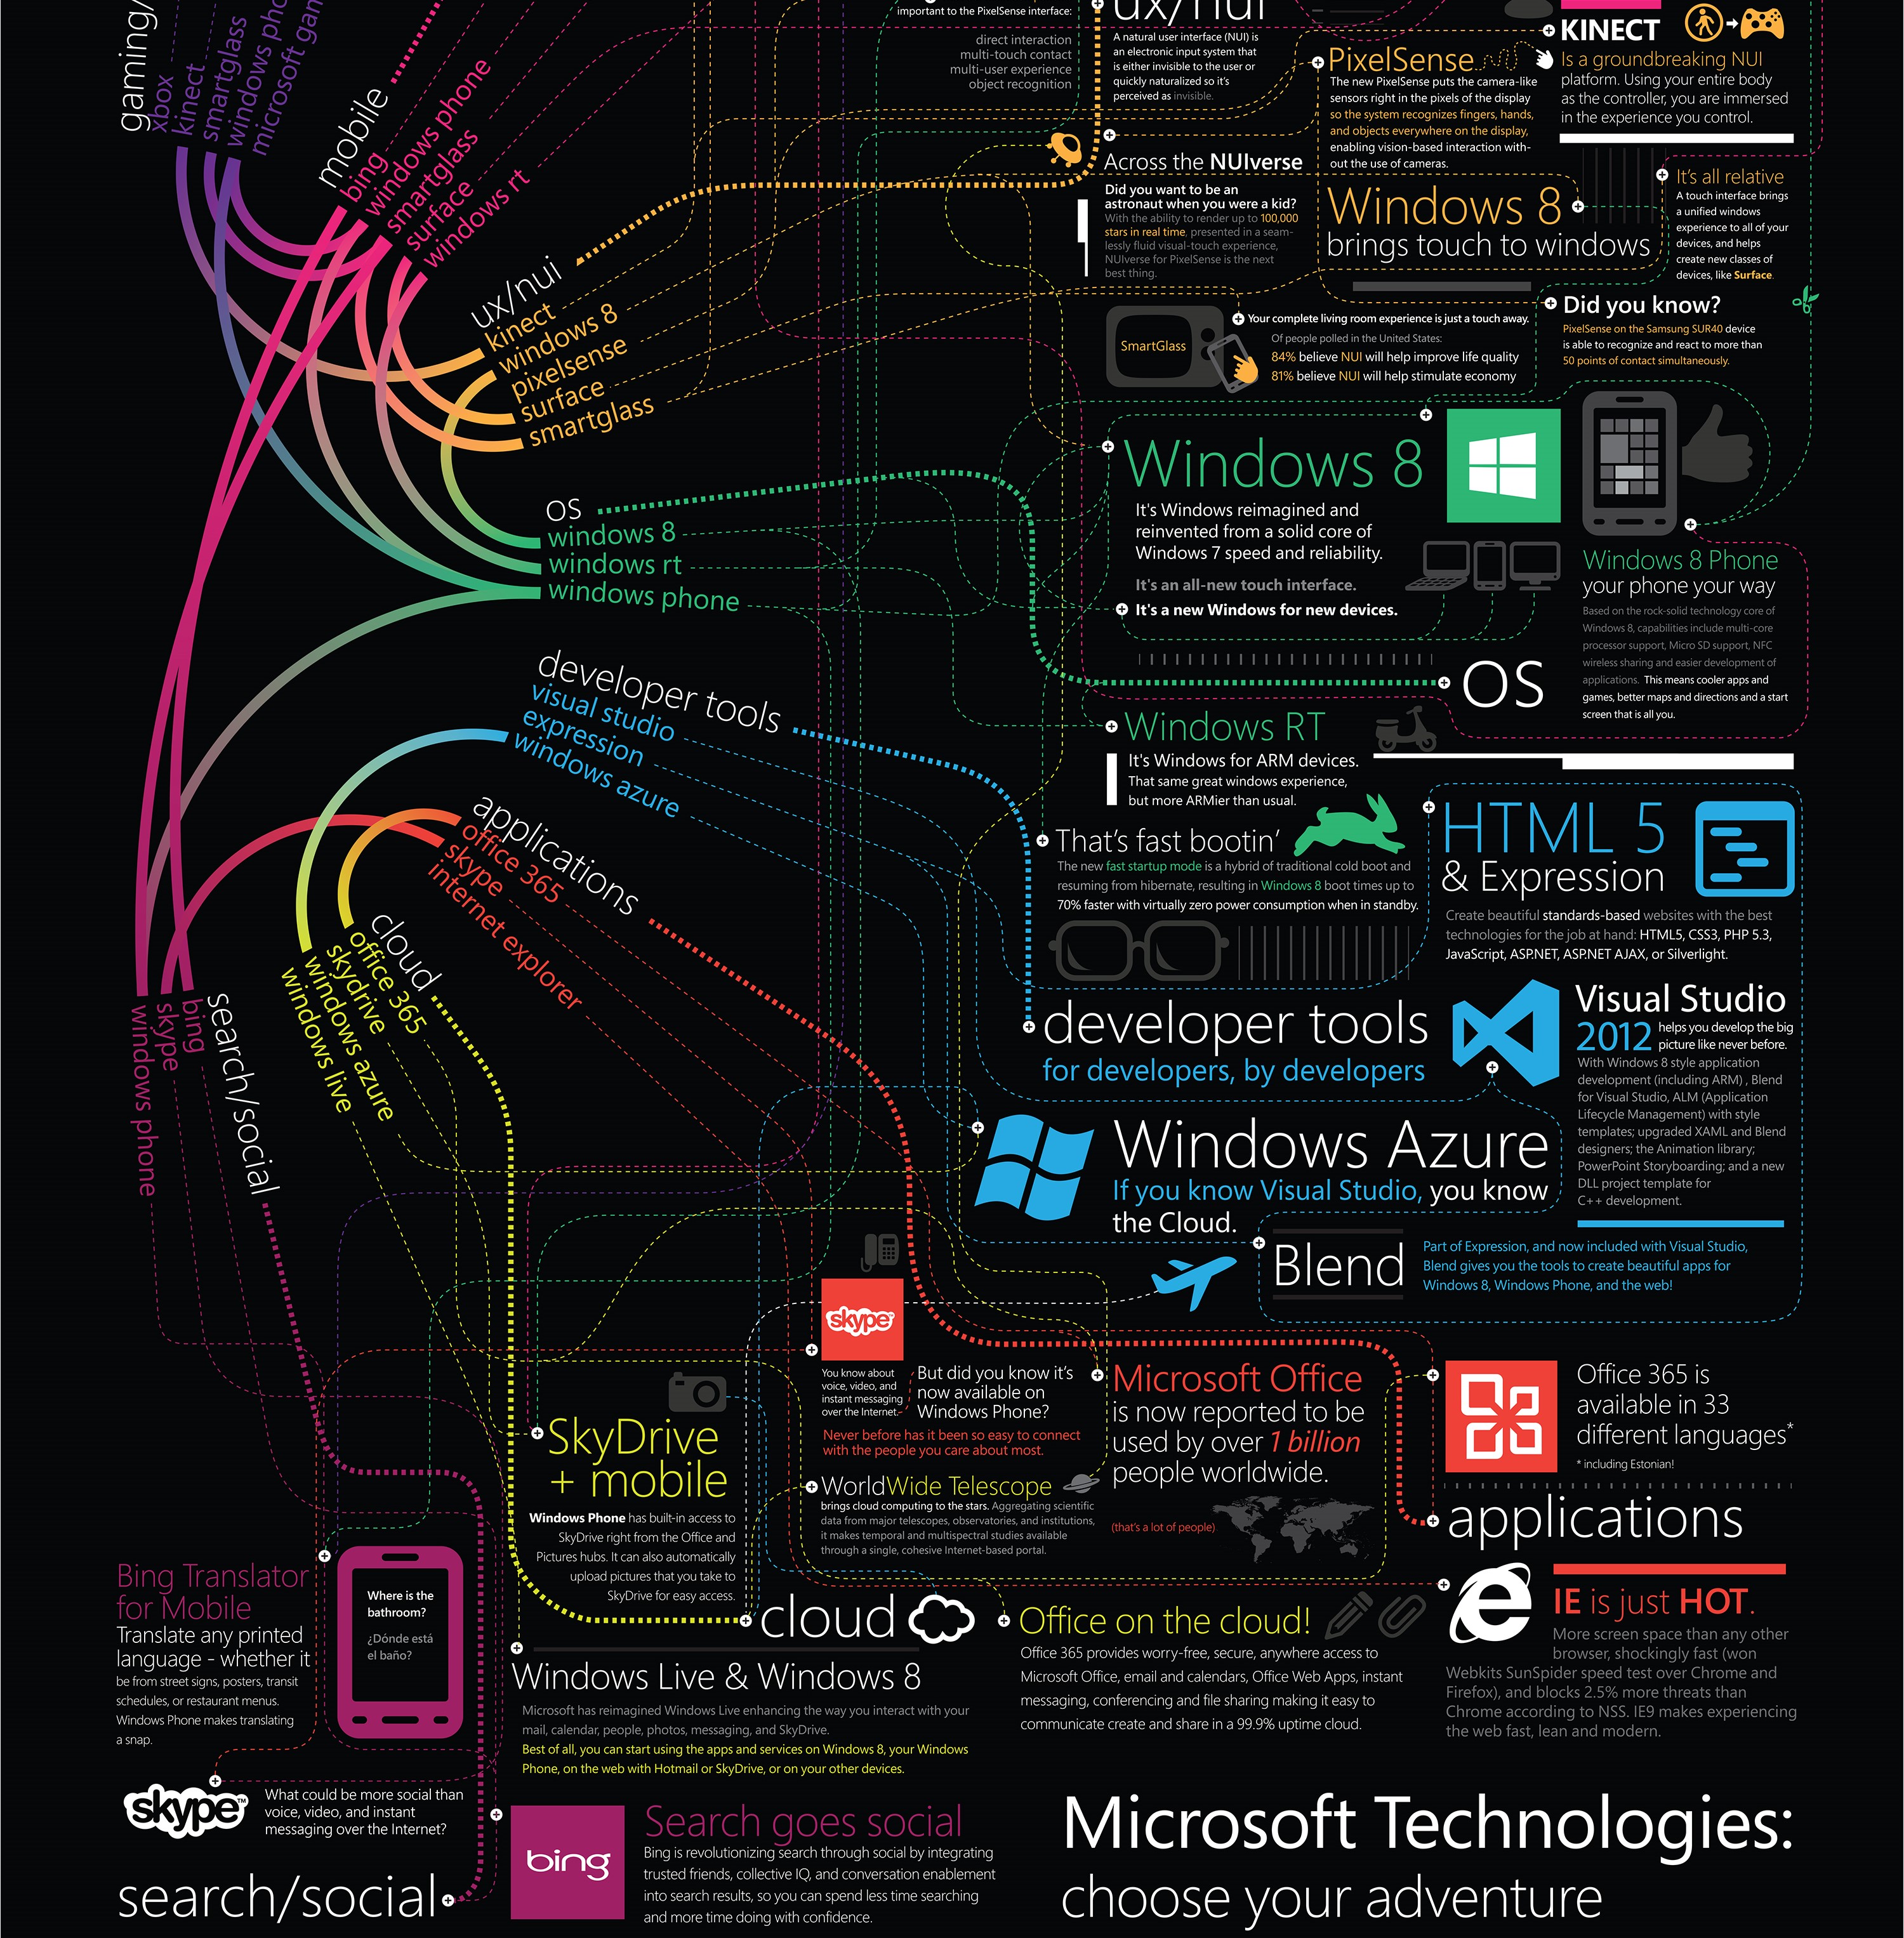 gaming/
xbox
kinect
smartglass
windows pho
microsoft gam
mobile
bing
windows phone
smartglass
surface
windows rt
ux/nui
kinect
windows 8
pixelsense
surface
smartglass
os
windows 8
windows rt
windows phone
developer tools
visual studio
expression
windows azure
applications
office 365
skype
internet explorer
cloud
office 365
skydrive
windows azure
windows live
search/social
bing
skype
windows phone
important to the PixelSense interface:
direct interaction
multi-touch contact
multi-user experience
object recognition
ux/nui
A natural user interface (NUI) is
an electronic input system that
is either invisible to the user or
quickly naturalized so it's
perceived as invisible.
PixelSense
The new PixelSense puts the camera-like
sensors right in the pixels of the display
so the system recognizes fingers, hands,
and objects everywhere on the display,
enabling vision-based interaction with-
out the use of cameras.
KINECT
Is a groundbreaking NUI
platform. Using your entire body
as the controller, you are immersed
in the experience you control.
Across the NUIverse
Did you want to be an
astronaut when you were a kid?
With the ability to render up to 100,000
stars in real time, presented in a seam-
lessly fluid visual-touch experience,
NUIverse for PixelSense is the next
best thing.
Windows 8
brings touch to windows
It's all relative
A touch interface brings
a unified windows
experience to all of your
devices, and helps
create new classes of
devices, like Surface.
SmartGlass
Your complete living room experience is just a touch away.
Of people polled in the United States:
84% believe NUI will help improve life quality
81% believe NUI will help stimulate economy
Did you know?
PixelSense on the Samsung SUR40 device
is able to recognize and react to more than
50 points of contact simultaneously.
Windows 8
It's Windows reimagined and
reinvented from a solid core of
Windows 7 speed and reliability.
It's an all-new touch interface.
It's a new Windows for new devices.
Windows 8 Phone
your phone your way
Based on the rock-solid technology core of
Windows 8, capabilities include multi-core
processor support, Micro SD support, NFC
wireless sharing and easier development of
applications. This means cooler apps and
games, better maps and directions and a start
screen that is all you.
OS
Windows RT
It's Windows for ARM devices.
That same great windows experience,
but more ARMier than usual.
That's fast bootin'
The new fast startup mode is a hybrid of traditional cold boot and
resuming from hibernate, resulting in Windows 8 boot times up to
70% faster with virtually zero power consumption when in standby.
HTML 5
& Expression
Create beautiful standards-based websites with the best
technologies for the job at hand: HTML5, CSS3, PHP 5.3,
JavaScript, ASP.NET, ASP.NET AJAX, or Silverlight.
developer tools
for developers, by developers
Visual Studio
2012 helps you develop the big
picture like never before.
With Windows 8 style application
development (including ARM) , Blend
for Visual Studio, ALM (Application
Lifecycle Management) with style
templates; upgraded XAML and Blend
designers; the Animation library;
PowerPoint Storyboarding; and a new
DLL project template for
C++ development.
Windows Azure
If you know Visual Studio, you know
the Cloud.
Blend
Part of Expression, and now included with Visual Studio,
Blend gives you the tools to create beautiful apps for
Windows 8, Windows Phone, and the web!
skype
You know about
voice, video, and
instant messaging
over the Internet.
But did you know it's
now available on
Windows Phone?
Never before has it been so easy to connect
with the people you care about most.
Microsoft Office
is now reported to be
used by over 1 billion
people worldwide.
(that's a lot of people)
Office 365 is
available in 33
different languages*
* including Estonian!
applications
SkyDrive
+ mobile
Windows Phone has built-in access to
SkyDrive right from the Office and
Pictures hubs. It can also automatically
upload pictures that you take to
SkyDrive for easy access.
WorldWide Telescope
brings cloud computing to the stars. Aggregating scientific
data from major telescopes, observatories, and institutions,
it makes temporal and multispectral studies available
through a single, cohesive Internet-based portal.
cloud
Office on the cloud!
Office 365 provides worry-free, secure, anywhere access to
Microsoft Office, email and calendars, Office Web Apps, instant
messaging, conferencing and file sharing making it easy to
communicate create and share in a 99.9% uptime cloud.
IE is just HOT.
More screen space than any other
browser, shockingly fast (won
Webkits SunSpider speed test over Chrome and
Firefox), and blocks 2.5% more threats than
Chrome according to NSS. IE9 makes experiencing
the web fast, lean and modern.
Bing Translator
for Mobile
Translate any printed
language - whether it
be from street signs, posters, transit
schedules, or restaurant menus.
Windows Phone makes translating
a snap.
Where is the
bathroom?
¿Dónde está
el baño?
Windows Live & Windows 8
Microsoft has reimagined Windows Live enhancing the way you interact with your
mail, calendar, people, photos, messaging, and SkyDrive.
Best of all, you can start using the apps and services on Windows 8, your Windows
Phone, on the web with Hotmail or SkyDrive, or on your other devices.
skype™
What could be more social than
voice, video, and instant
messaging over the Internet?
search/social
bing
Search goes social
Bing is revolutionizing search through social by integrating
trusted friends, collective IQ, and conversation enablement
into search results, so you can spend less time searching
and more time doing with confidence.
Microsoft Technologies:
choose your adventure